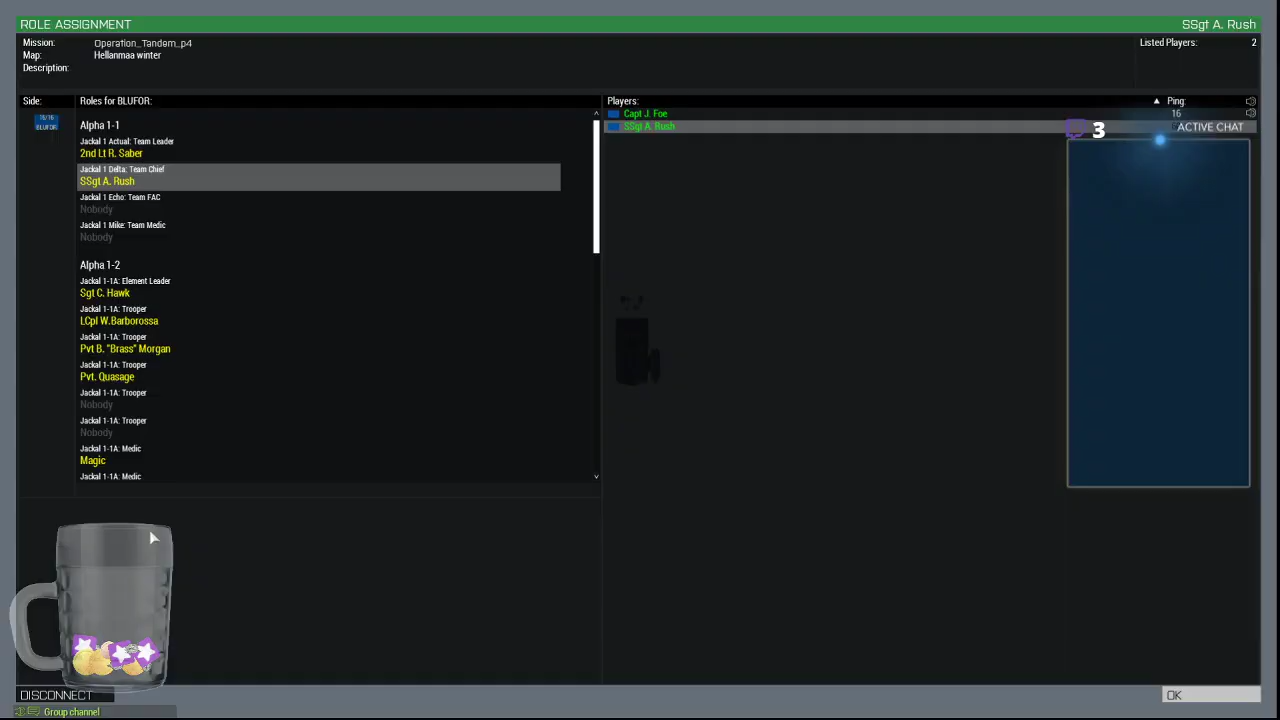 ROLE ASSIGNMENT
SSgt A. Rush
Mission: Operation_Tandem_p4
Listed Players: 2
Map: Hellanmaa winter
Description:
Side:
Roles for BLUFOR:
Players:
Ping:
16/16
BLUFOR
Alpha 1-1
Jackal 1 Actual: Team Leader
2nd Lt R. Saber
Jackal 1 Delta: Team Chief
SSgt A. Rush
Jackal 1 Echo: Team FAC
Nobody
Jackal 1 Mike: Team Medic
Nobody
Alpha 1-2
Jackal 1-1A: Element Leader
Sgt C. Hawk
Jackal 1-1A: Trooper
LCpl W.Barborossa
Jackal 1-1A: Trooper
Pvt B. "Brass" Morgan
Jackal 1-1A: Trooper
Pvt. Quasage
Jackal 1-1A: Trooper
Nobody
Jackal 1-1A: Trooper
Nobody
Jackal 1-1A: Medic
Magic
Jackal 1-1A: Medic
Capt J. Foe
16
SSgt A. Rush
3
ACTIVE CHAT
DISCONNECT
OK
Group channel